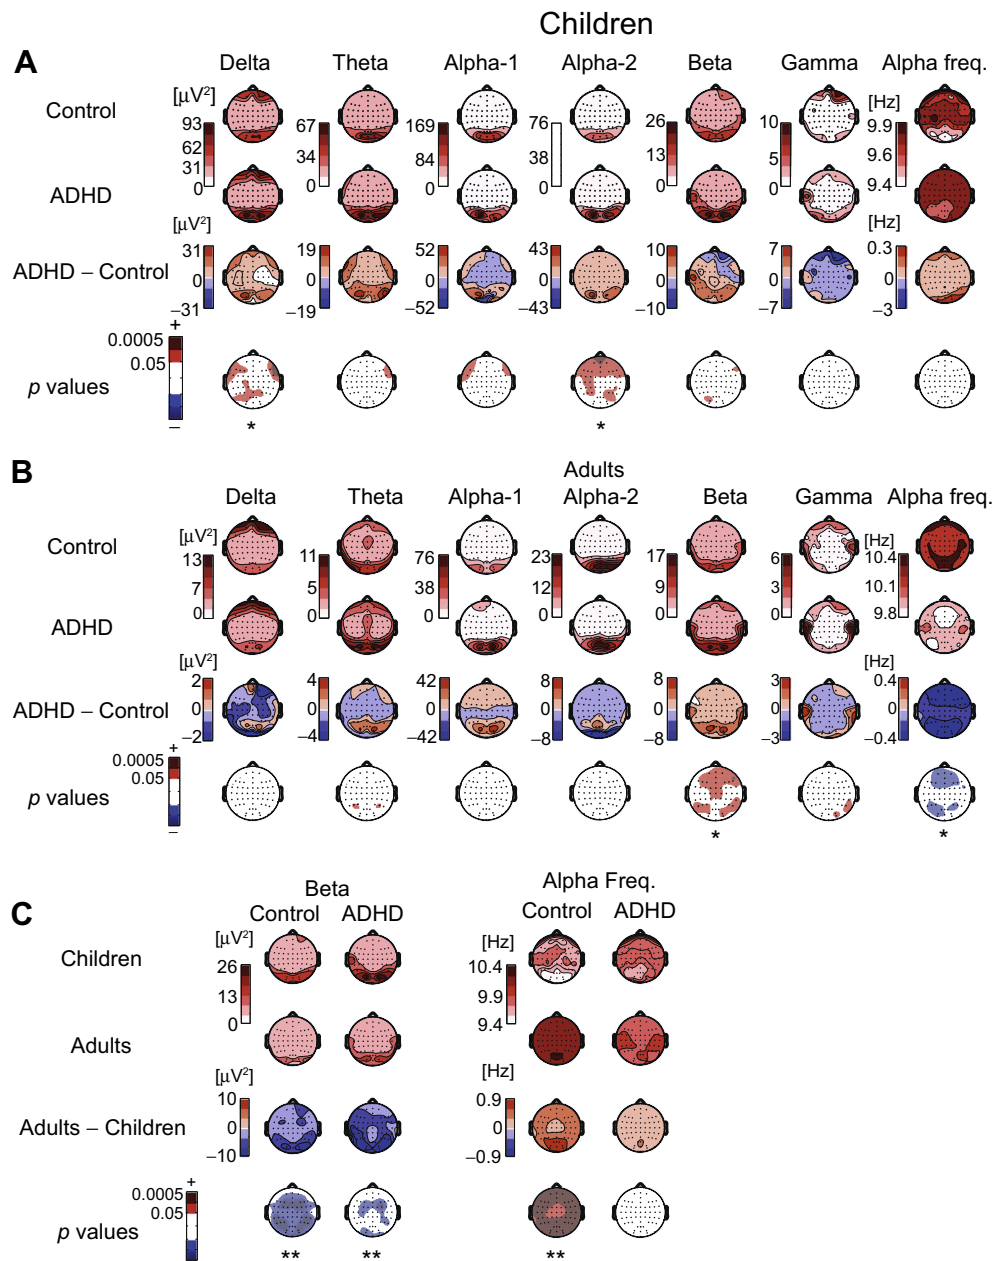 Children
A
Delta Theta Alpha-1 Alpha-2 Beta Gamma Alpha freq.
Control
[µV²] [Hz]
93 67 169 76 26 10 9.9
62 34 84 38 13 5 9.6
31
0 0 0 0 0 0 9.4
ADHD
[µV²] [Hz]
31 19 52 43 10 7 0.3
ADHD – Control
0 0 0 0 0 0 0
–31 –19 –52 –43 –10 –7 –3
+
0.0005
0.05
p values
–
* *
B
Adults
Delta Theta Alpha-1 Alpha-2 Beta Gamma Alpha freq.
Control
[µV²] [Hz]
13 11 76 23 17 6 10.4
7 5 38 12 9 3 10.1
0 0 0 0 0 0 9.8
ADHD
[µV²] [Hz]
2 4 42 8 8 3 0.4
ADHD – Control
0 0 0 0 0 0 0
–2 –4 –42 –8 –8 –3 –0.4
+
0.0005
0.05
p values
–
* *
C
Beta Alpha Freq.
Control ADHD Control ADHD
[µV²] [Hz]
Children
26 10.4
13 9.9
0 9.4
Adults
[µV²] [Hz]
10 0.9
Adults – Children
0 0
–10 –0.9
+
0.0005
0.05
p values
–
** ** **